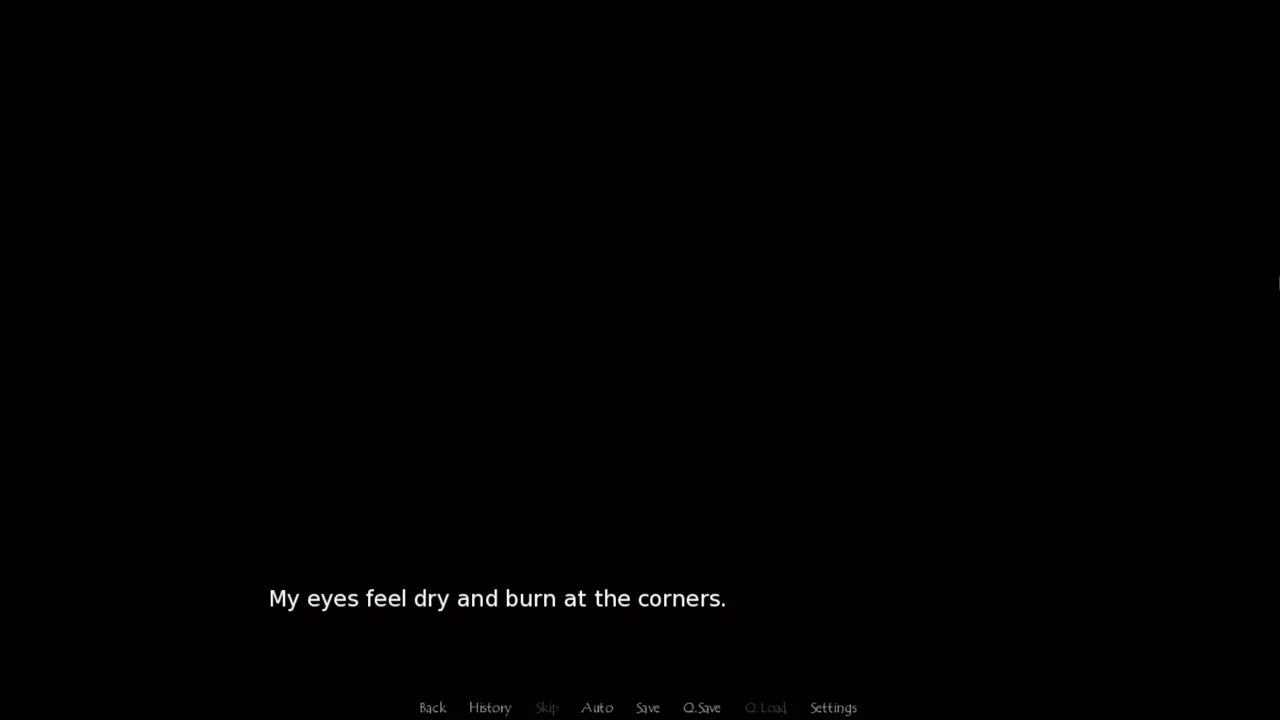 My eyes feel dry and burn at the corners.
Back History Skip Auto Save Q.Save Q.Load Settings